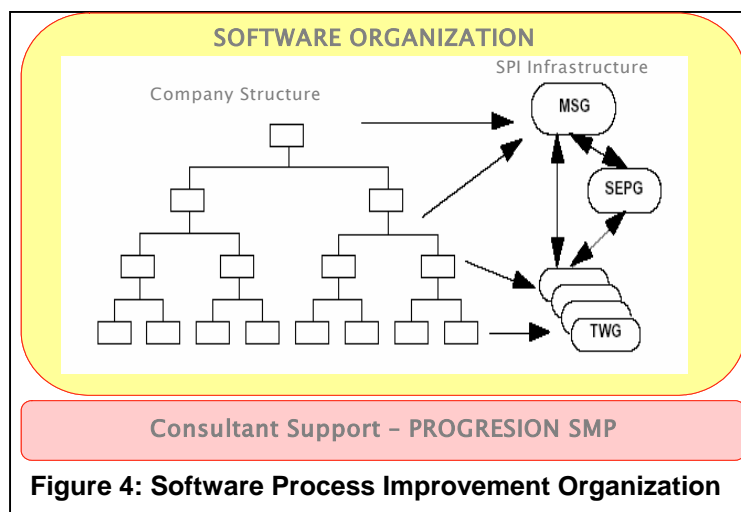 SOFTWARE ORGANIZATION
SPI Infrastructure
Company Structure
MSG
SEPG
TWG
Consultant Support – PROGRESION SMP
Figure 4: Software Process Improvement Organization